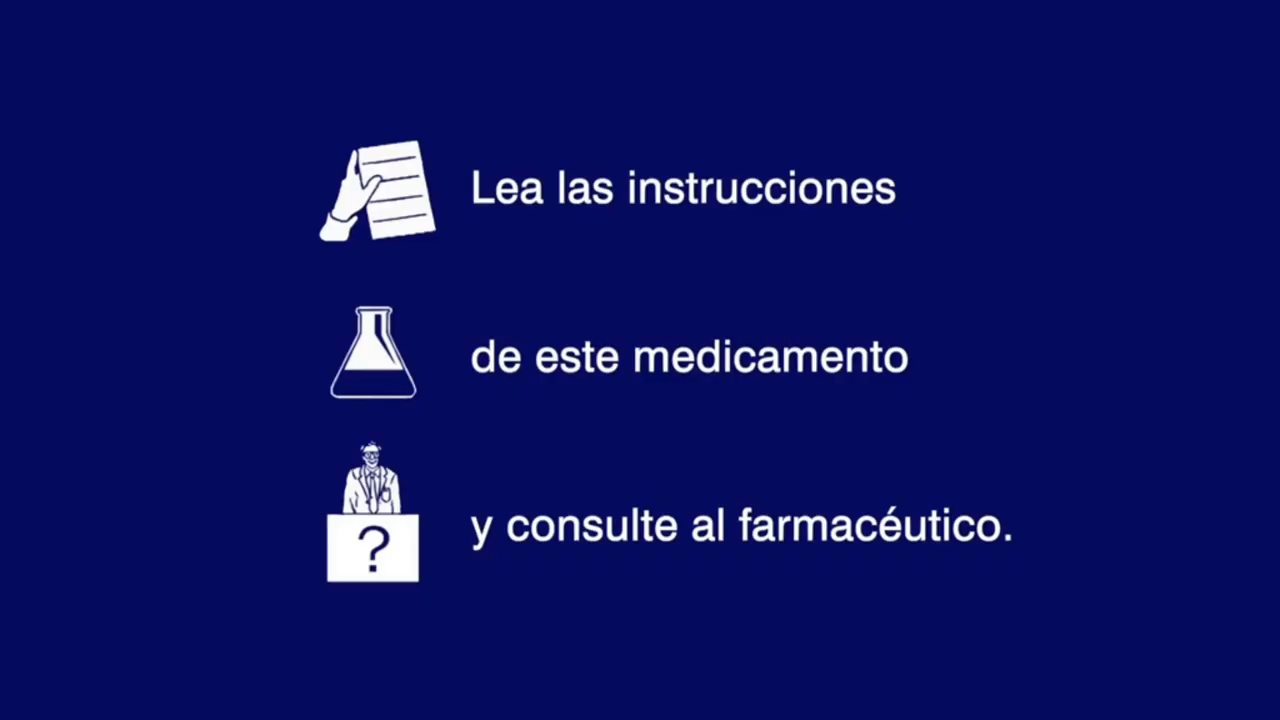 Lea las instrucciones
de este medicamento
?
y consulte al farmacéutico.